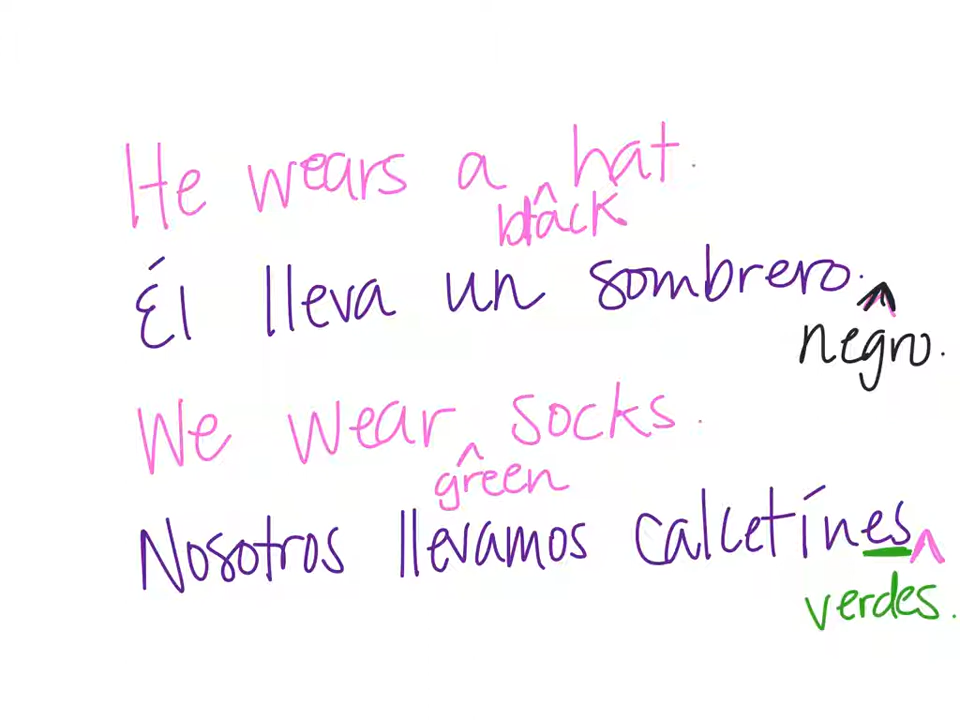 He wears a hat.
black
Él lleva un sombrero.
negro.
We wear socks.
green
Nosotros llevamos calcetínes
verdes.